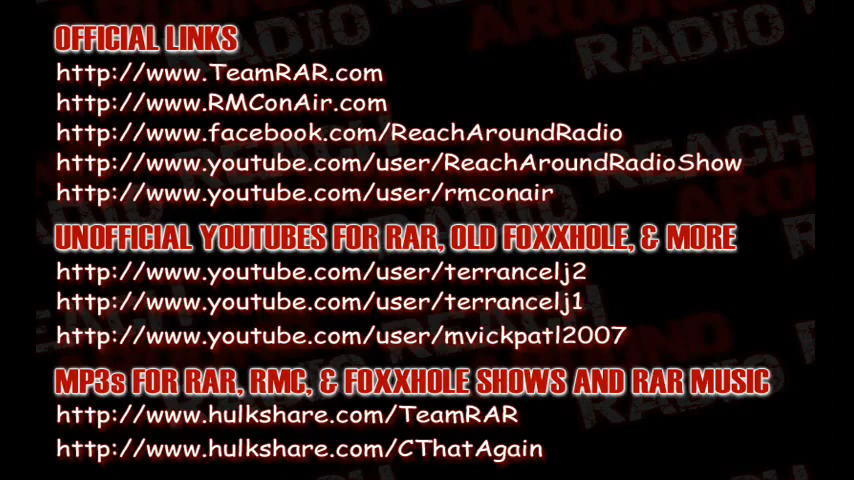 OFFICIAL LINKS
http://www.TeamRAR.com
http://www.RMConAir.com
http://www.facebook.com/ReachAroundRadio
http://www.youtube.com/user/ReachAroundRadioShow
http://www.youtube.com/user/rmconair
UNOFFICIAL YOUTUBES FOR RAR, OLD FOXXHOLE, & MORE
http://www.youtube.com/user/terrancelj2
http://www.youtube.com/user/terrancelj1
http://www.youtube.com/user/mvickpatl2007
MP3s FOR RAR, RMC, & FOXXHOLE SHOWS AND RAR MUSIC
http://www.hulkshare.com/TeamRAR
http://www.hulkshare.com/CThatAgain